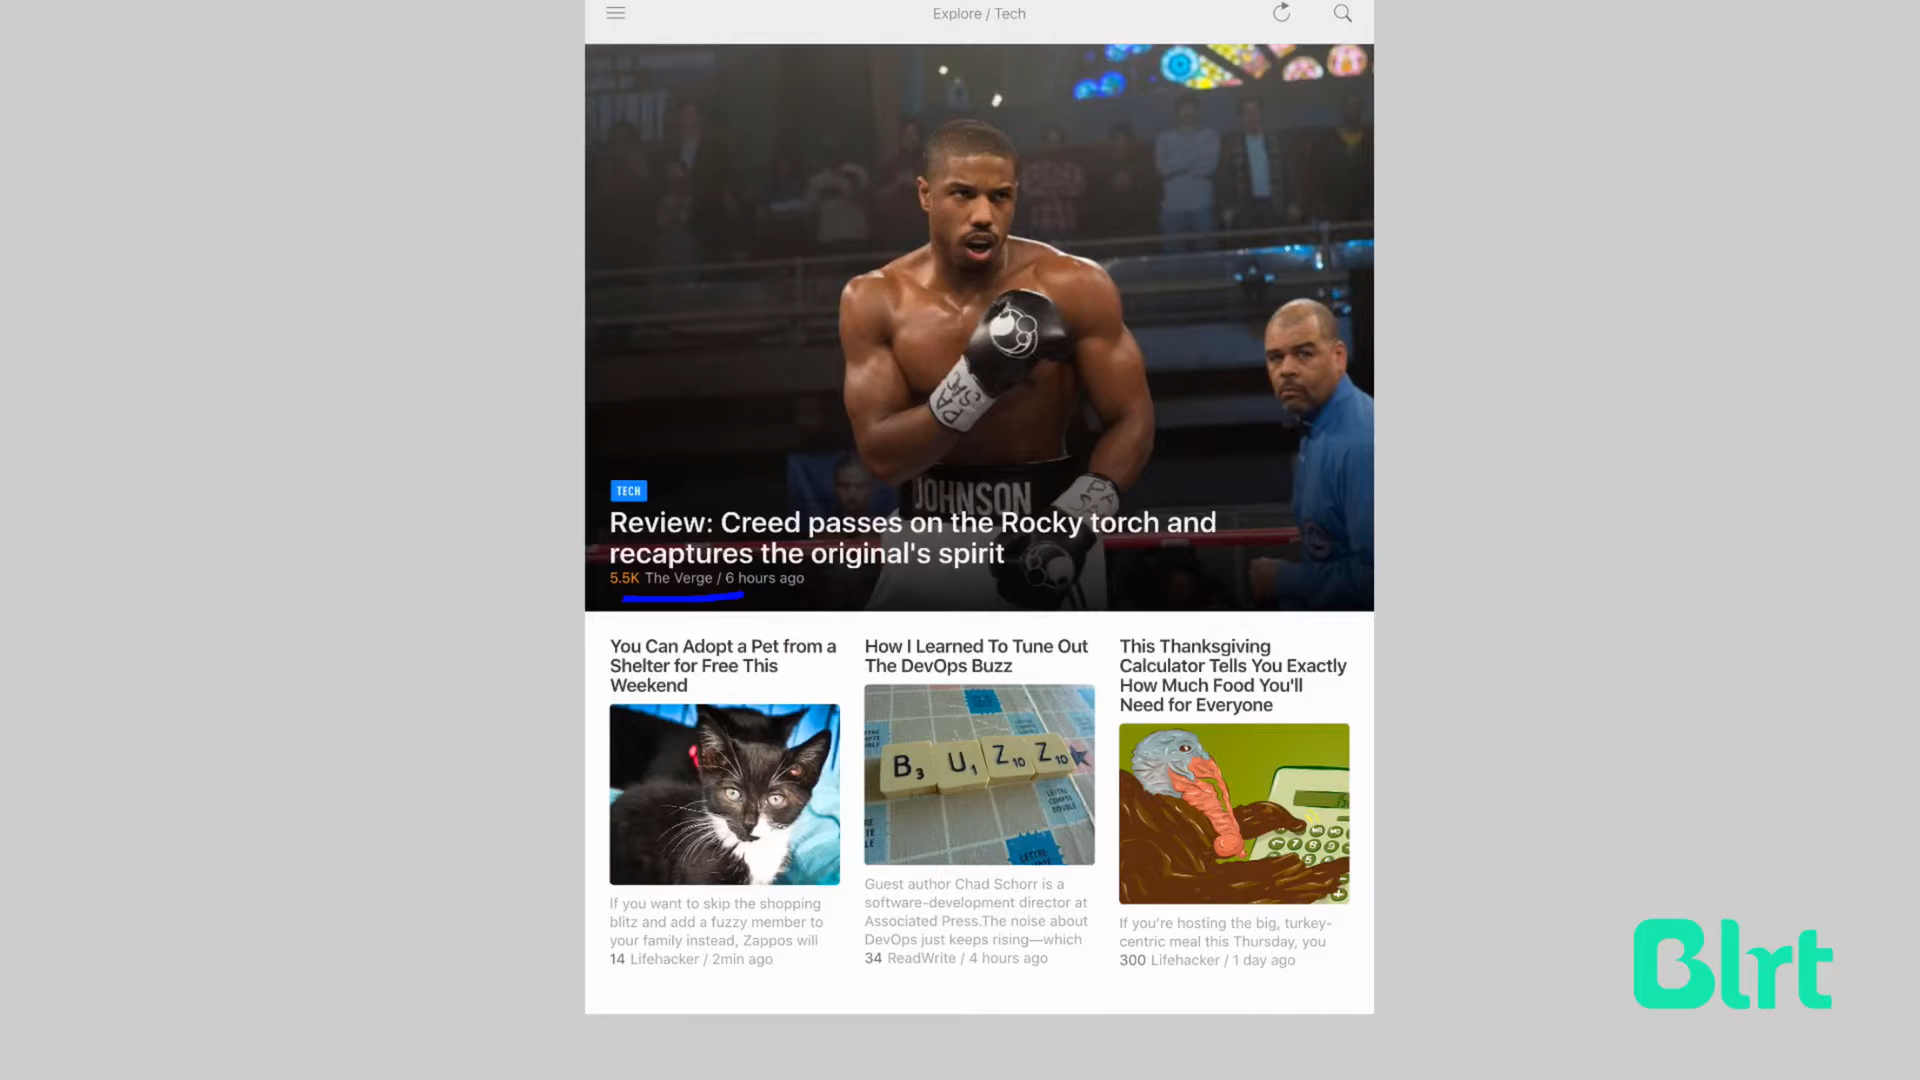 Explore / Tech
JOHNSON
TECH
Review: Creed passes on the Rocky torch and
recaptures the original's spirit
5.5K The Verge / 6 hours ago
You Can Adopt a Pet from a
Shelter for Free This
Weekend
If you want to skip the shopping
blitz and add a fuzzy member to
your family instead, Zappos will
14 Lifehacker / 2min ago
How I Learned To Tune Out
The DevOps Buzz
B3 U1 Z10 Z10
LETTRE
COMPTE
DOUBLE
Guest author Chad Schorr is a
software-development director at
Associated Press.The noise about
DevOps just keeps rising—which
34 ReadWrite / 4 hours ago
This Thanksgiving
Calculator Tells You Exactly
How Much Food You'll
Need for Everyone
If you're hosting the big, turkey-
centric meal this Thursday, you
300 Lifehacker / 1 day ago
Blrt